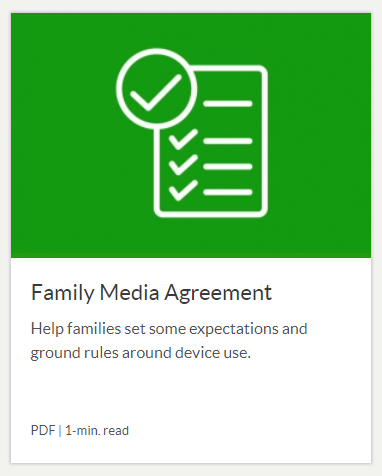 Family Media Agreement
Help families set some expectations and
ground rules around device use.
PDF | 1-min. read